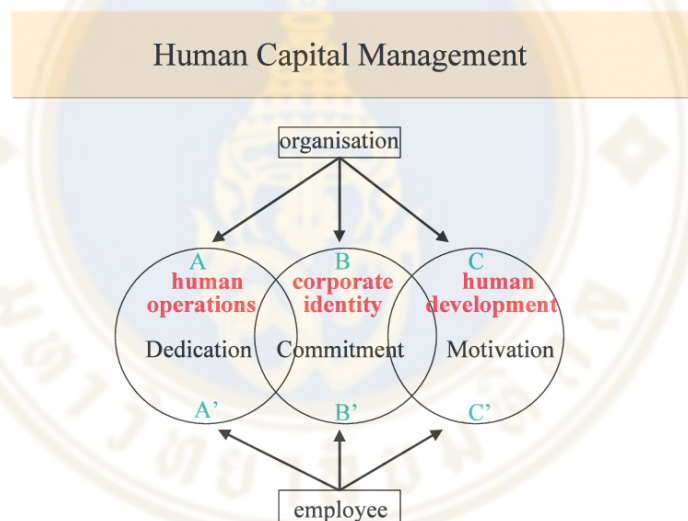 Human Capital Management
organisation
A B C
human corporate human
operations identity development
Dedication Commitment Motivation
A’ B’ C’
employee